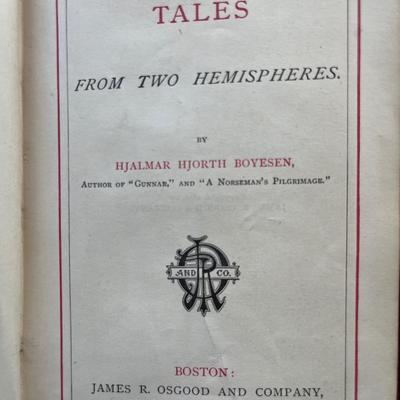 TALES
FROM TWO HEMISPHERES.
BY
HJALMAR HJORTH BOYESEN,
AUTHOR OF "GUNNAR," AND "A NORSEMAN'S PILGRIMAGE."
AND CO.
BOSTON:
JAMES R. OSGOOD AND COMPANY,